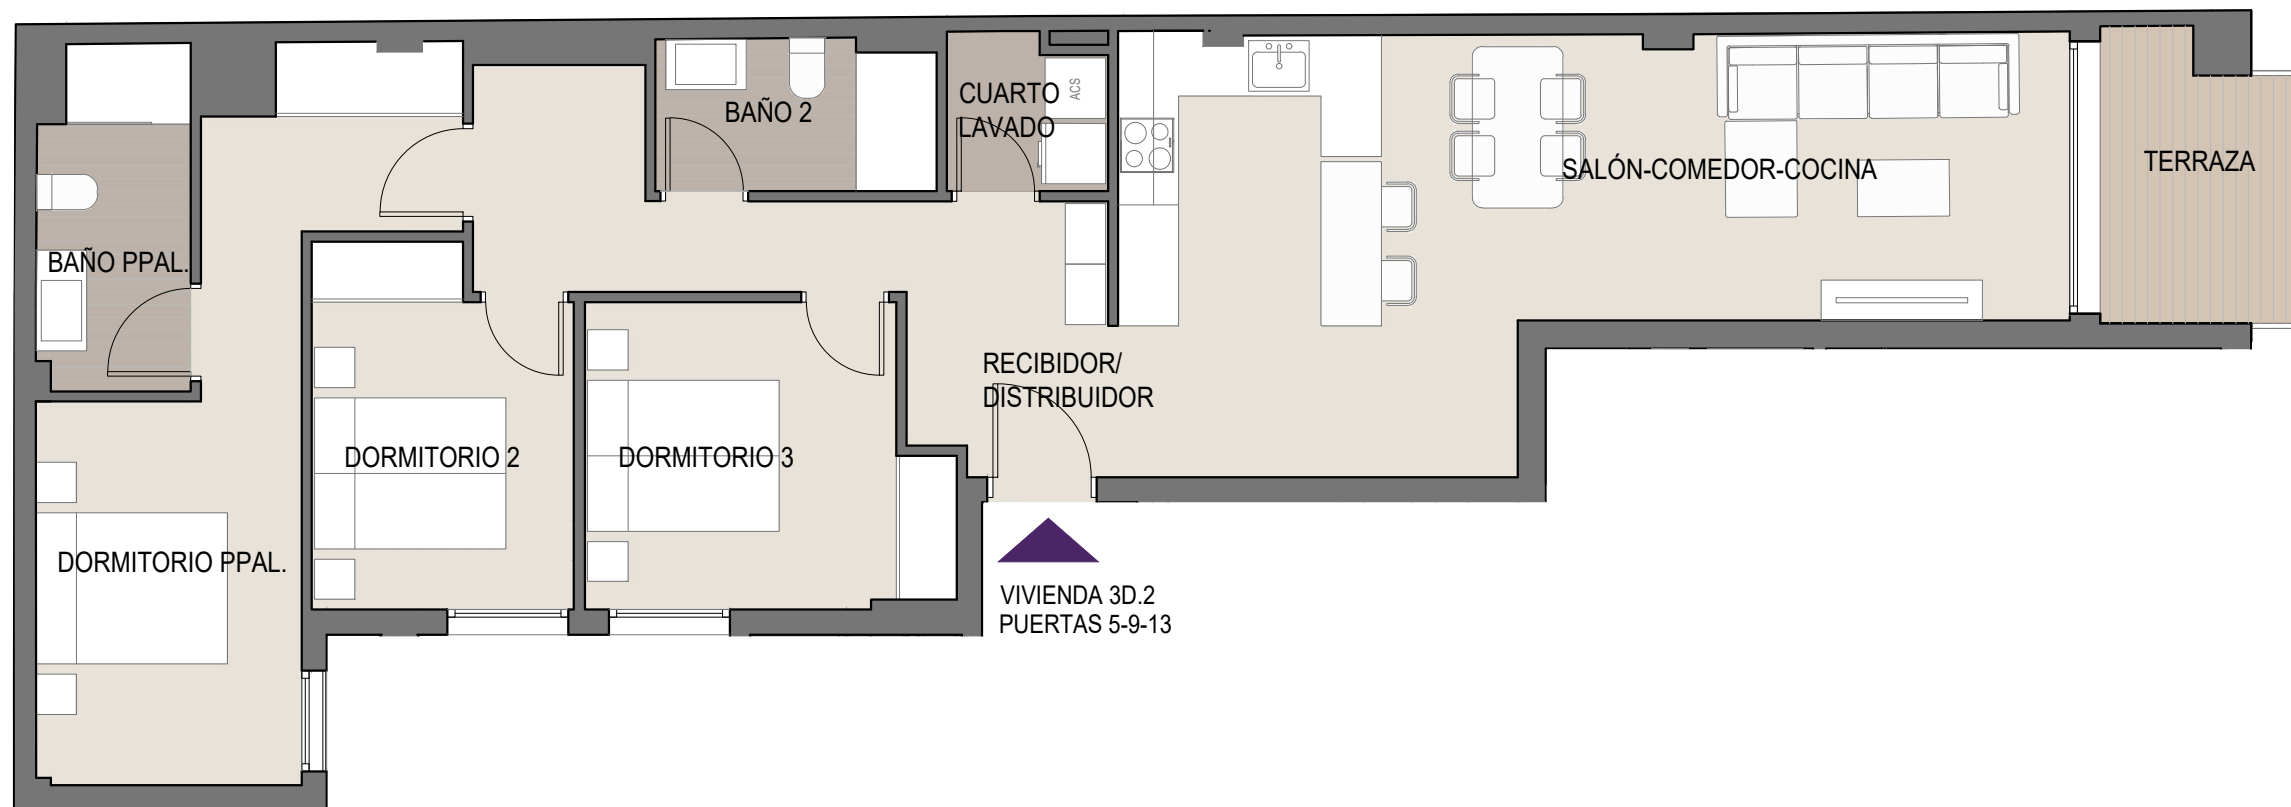 BAÑO 2
CUARTO
LAVADO
ACS
SALÓN-COMEDOR-COCINA
TERRAZA
BAÑO PPAL.
RECIBIDOR/
DISTRIBUIDOR
DORMITORIO 2
DORMITORIO 3
DORMITORIO PPAL.
VIVIENDA 3D.2
PUERTAS 5-9-13